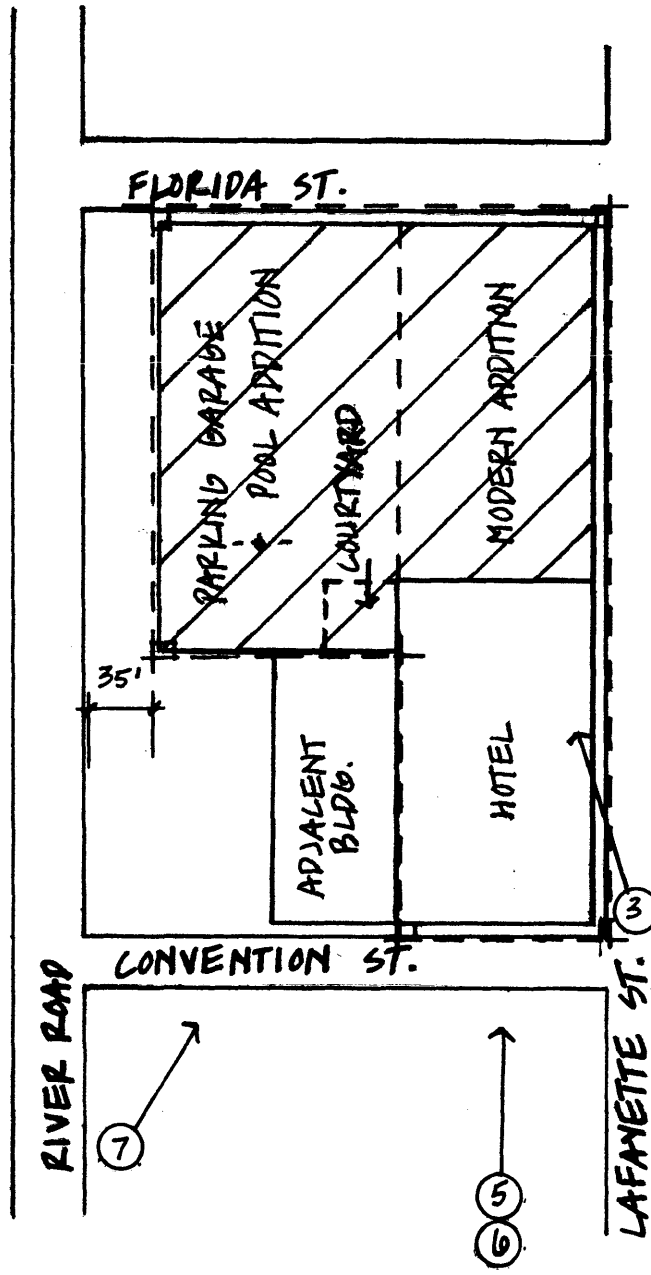 FLORIDA ST.
PARKING GARAGE
POOL ADDITION
COURTYARD
MODERN ADDITION
35'
ADJALENT
BLDG.
HOTEL
3
CONVENTION ST.
RIVER ROAD
LAFAYETTE ST.
7
5
6